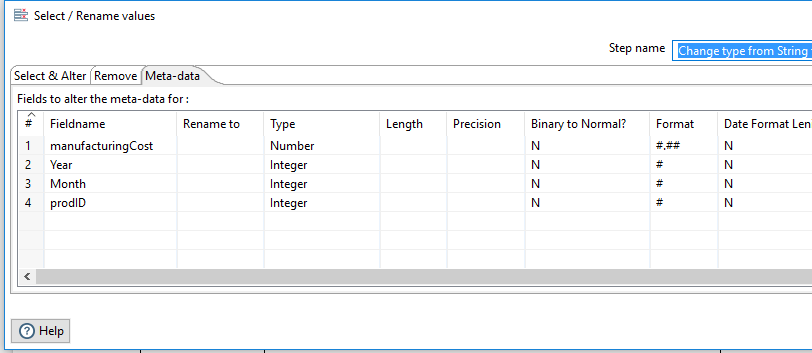 Select / Rename values
Step name Change type from String
Select & Alter Remove Meta-data
Fields to alter the meta-data for :
# Fieldname Rename to Type Length Precision Binary to Normal? Format Date Format Len
1 manufacturingCost Number N #.## N
2 Year Integer N # N
3 Month Integer N # N
4 prodID Integer N # N
Help